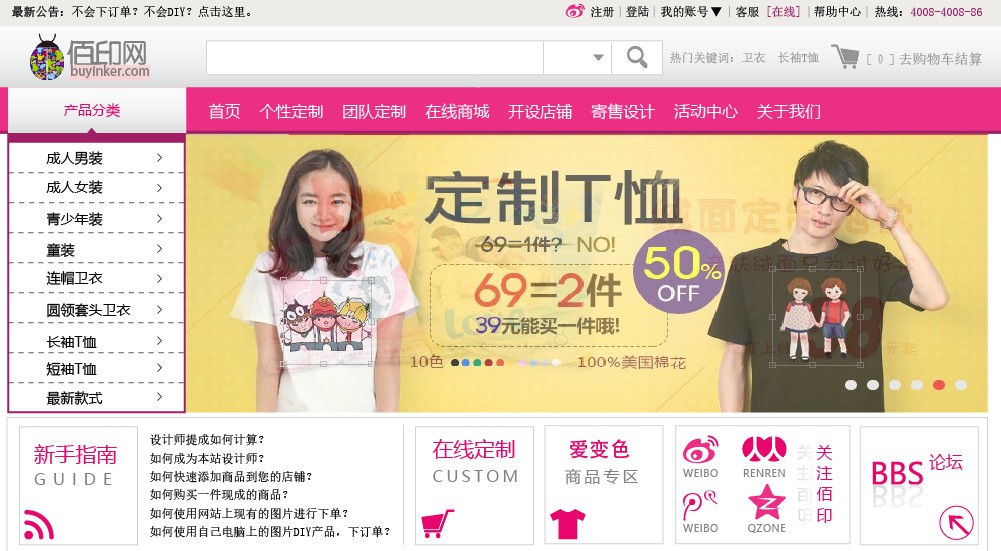 最新公告：不会下订单？不会DIY？点击这里。
注册 | 登陆 | 我的账号▼ | 客服 [在线] | 帮助中心 | 热线：4008-4008-86
佰印网
buyinker.com
热门关键词：卫衣 长袖T恤
[ 0 ] 去购物车结算
产品分类
首页 个性定制 团队定制 在线商城 开设店铺 寄售设计 活动中心 关于我们
成人男装
成人女装
青少年装
童装
连帽卫衣
圆领套头卫衣
长袖T恤
短袖T恤
最新款式
定制T恤
69=1件？ NO!
69=2件
39元能买一件哦!
50%
OFF
10色
100%美国棉花
新手指南
GUIDE
设计师提成如何计算？
如何成为本站设计师？
如何快速添加商品到您的店铺？
如何购买一件现成的商品？
如何使用网站上现有的图片进行下单？
如何使用自己电脑上的图片DIY产品，下订单？
在线定制
CUSTOM
爱变色
商品专区
WEIBO
RENREN
WEIBO
QZONE
关注佰印
BBS 论坛